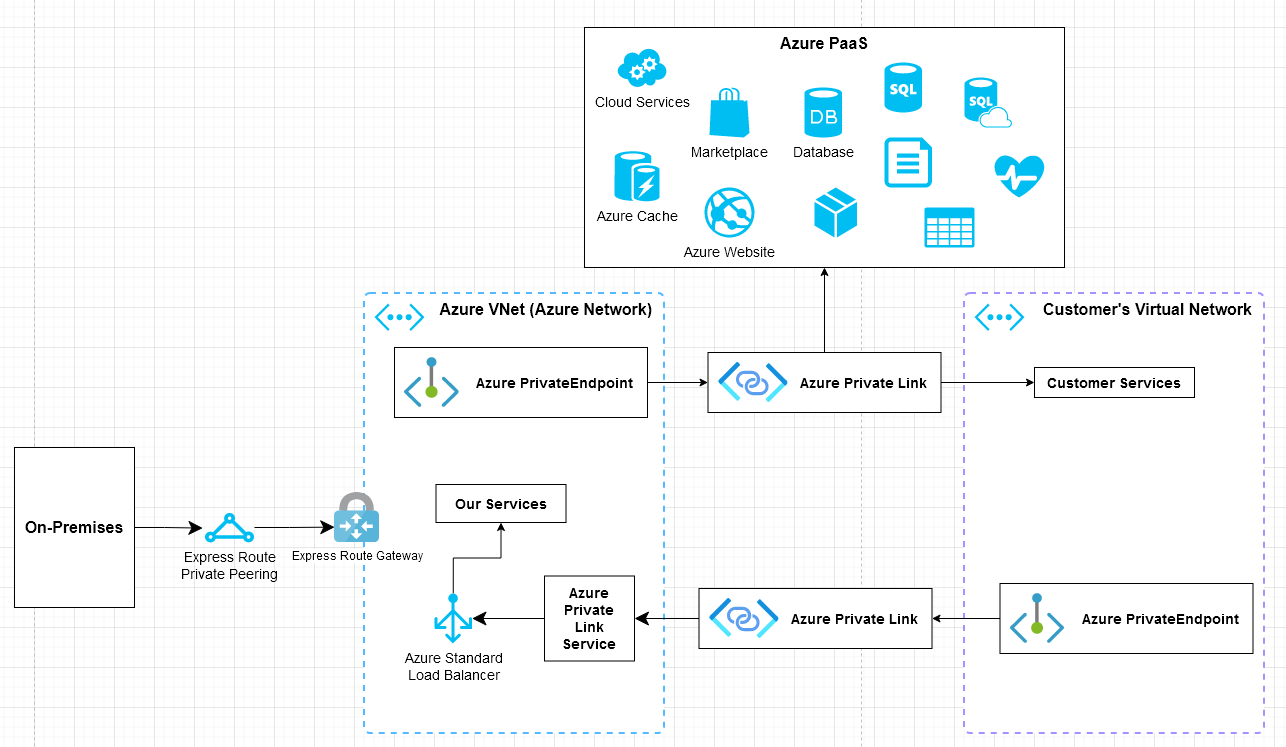 Azure PaaS
Cloud Services
SQL
SQL
Marketplace
DB
Database
Azure Cache
Azure Website
Azure VNet (Azure Network)
Customer's Virtual Network
Azure PrivateEndpoint
Azure Private Link
Customer Services
On-Premises
Express Route
Private Peering
Express Route Gateway
Our Services
Azure
Private
Link
Service
Azure Standard
Load Balancer
Azure Private Link
Azure PrivateEndpoint